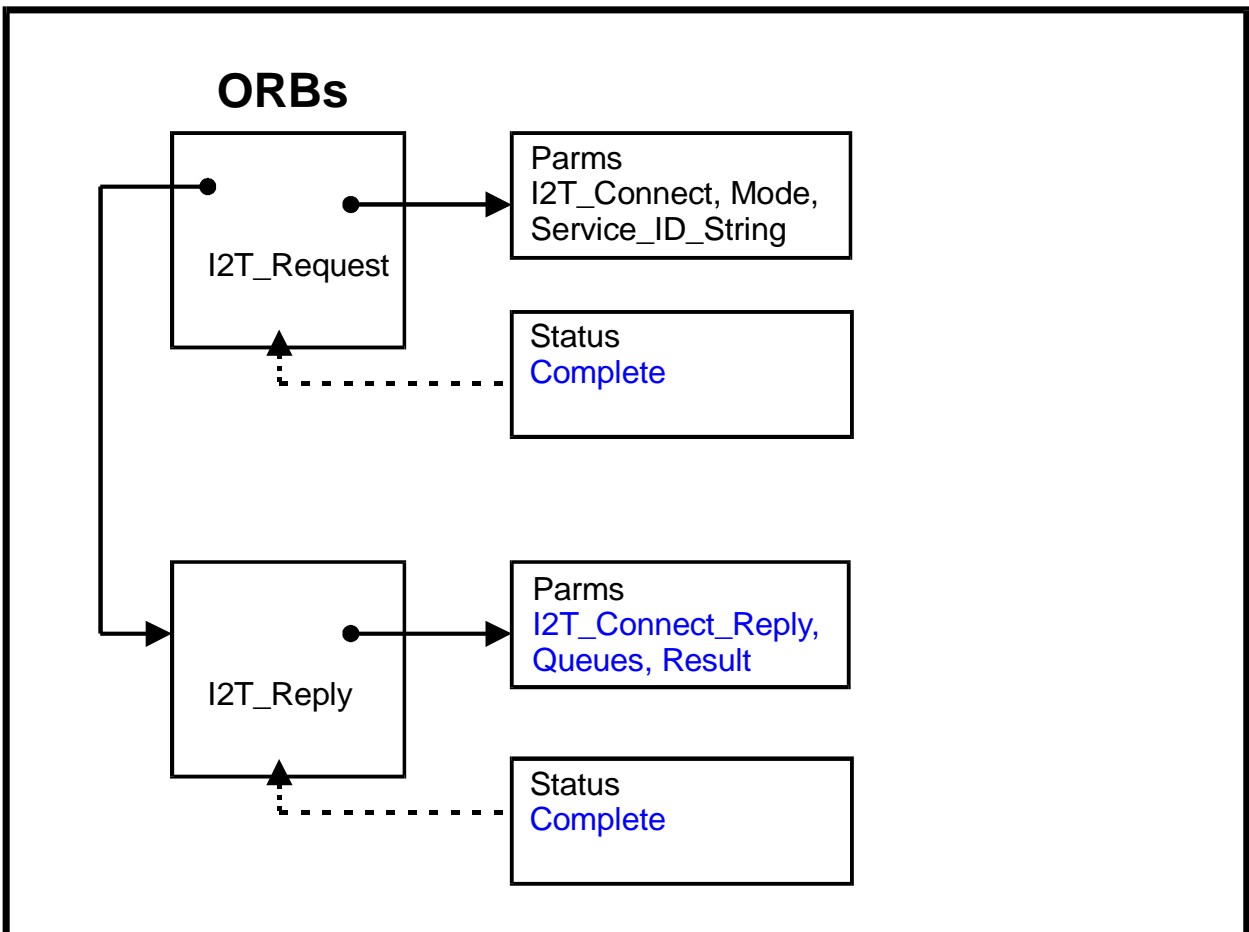 ORBs
I2T_Request
Parms
I2T_Connect, Mode,
Service_ID_String
Status
Complete
I2T_Reply
Parms
I2T_Connect_Reply,
Queues, Result
Status
Complete